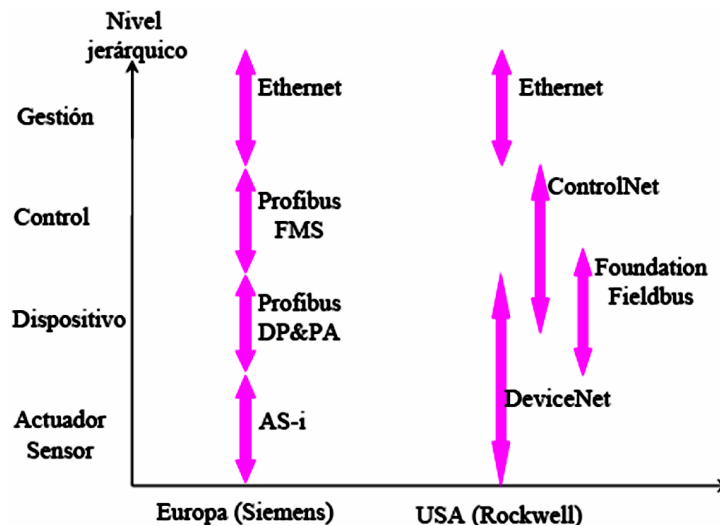 Nivel
jerárquico
Ethernet
Ethernet
Gestión
ControlNet
Profibus
FMS
Control
Foundation
Fieldbus
Profibus
DP&PA
Dispositivo
DeviceNet
AS-i
Actuador
Sensor
Europa (Siemens)
USA (Rockwell)